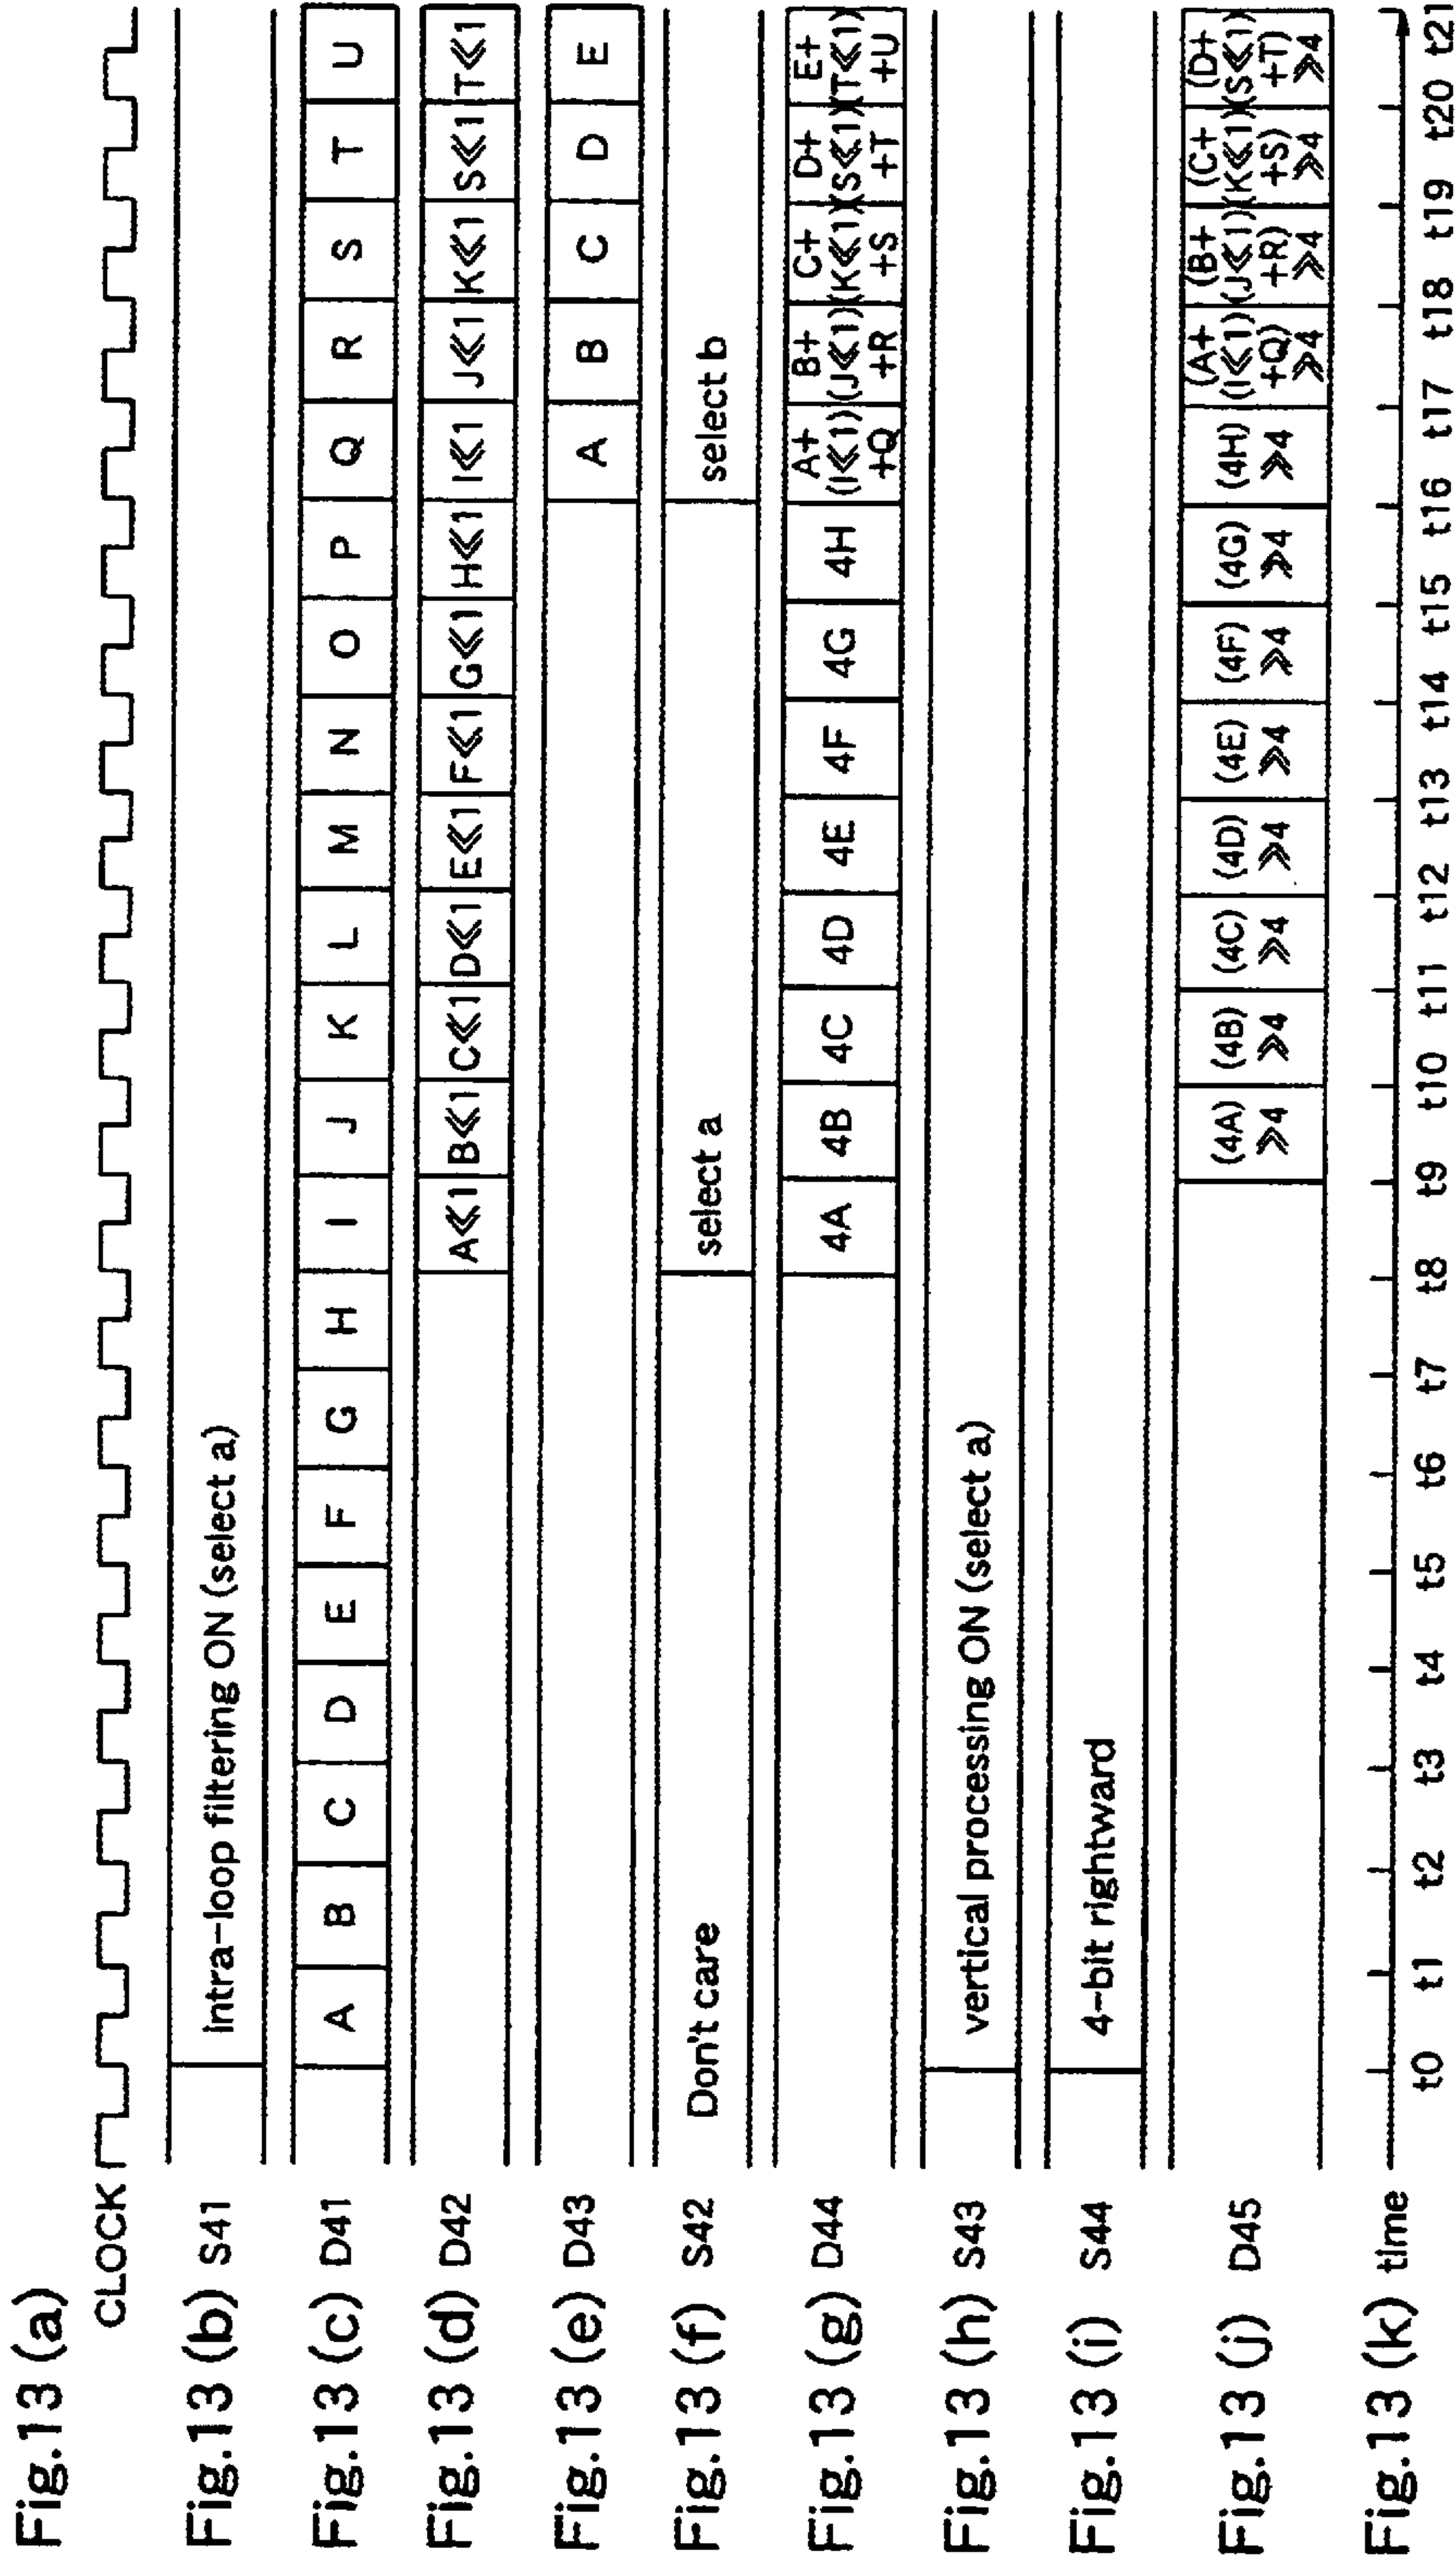 Fig.13 (a)
CLOCK
Fig.13 (b) S41 intra-loop filtering ON (select a)
Fig.13 (c) D41 A B C D E F G H I J K L M N O P Q R S T U
Fig.13 (d) D42 A≪1 B≪1 C≪1 D≪1 E≪1 F≪1 G≪1 H≪1 I≪1 J≪1 K≪1 S≪1 T≪1
Fig.13 (e) D43 A B C D E
Fig.13 (f) S42 Don't care select a select b
Fig.13 (g) D44 4A 4B 4C 4D 4E 4F 4G 4H A+ (I≪1) +Q B+ (J≪1) +R C+ (K≪1) +S D+ (S≪1) +T E+ (T≪1) +U
Fig.13 (h) S43 vertical processing ON (select a)
Fig.13 (i) S44 4-bit rightward
Fig.13 (j) D45 (4A) ≫4 (4B) ≫4 (4C) ≫4 (4D) ≫4 (4E) ≫4 (4F) ≫4 (4G) ≫4 (4H) ≫4 (A+ (I≪1) +Q) ≫4 (B+ (J≪1) +R) ≫4 (C+ (K≪1) +S) ≫4 (D+ (S≪1) +T) ≫4
Fig.13 (k) time t0 t1 t2 t3 t4 t5 t6 t7 t8 t9 t10 t11 t12 t13 t14 t15 t16 t17 t18 t19 t20 t21